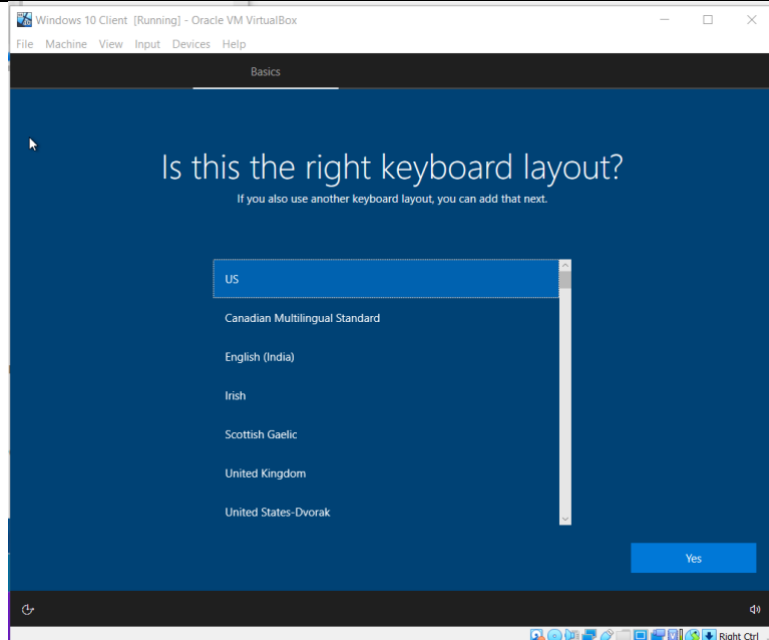 Windows 10 Client [Running] - Oracle VM VirtualBox
File Machine View Input Devices Help
Basics
Is this the right keyboard layout?
If you also use another keyboard layout, you can add that next.
US
Canadian Multilingual Standard
English (India)
Irish
Scottish Gaelic
United Kingdom
United States-Dvorak
Yes
Right Ctrl